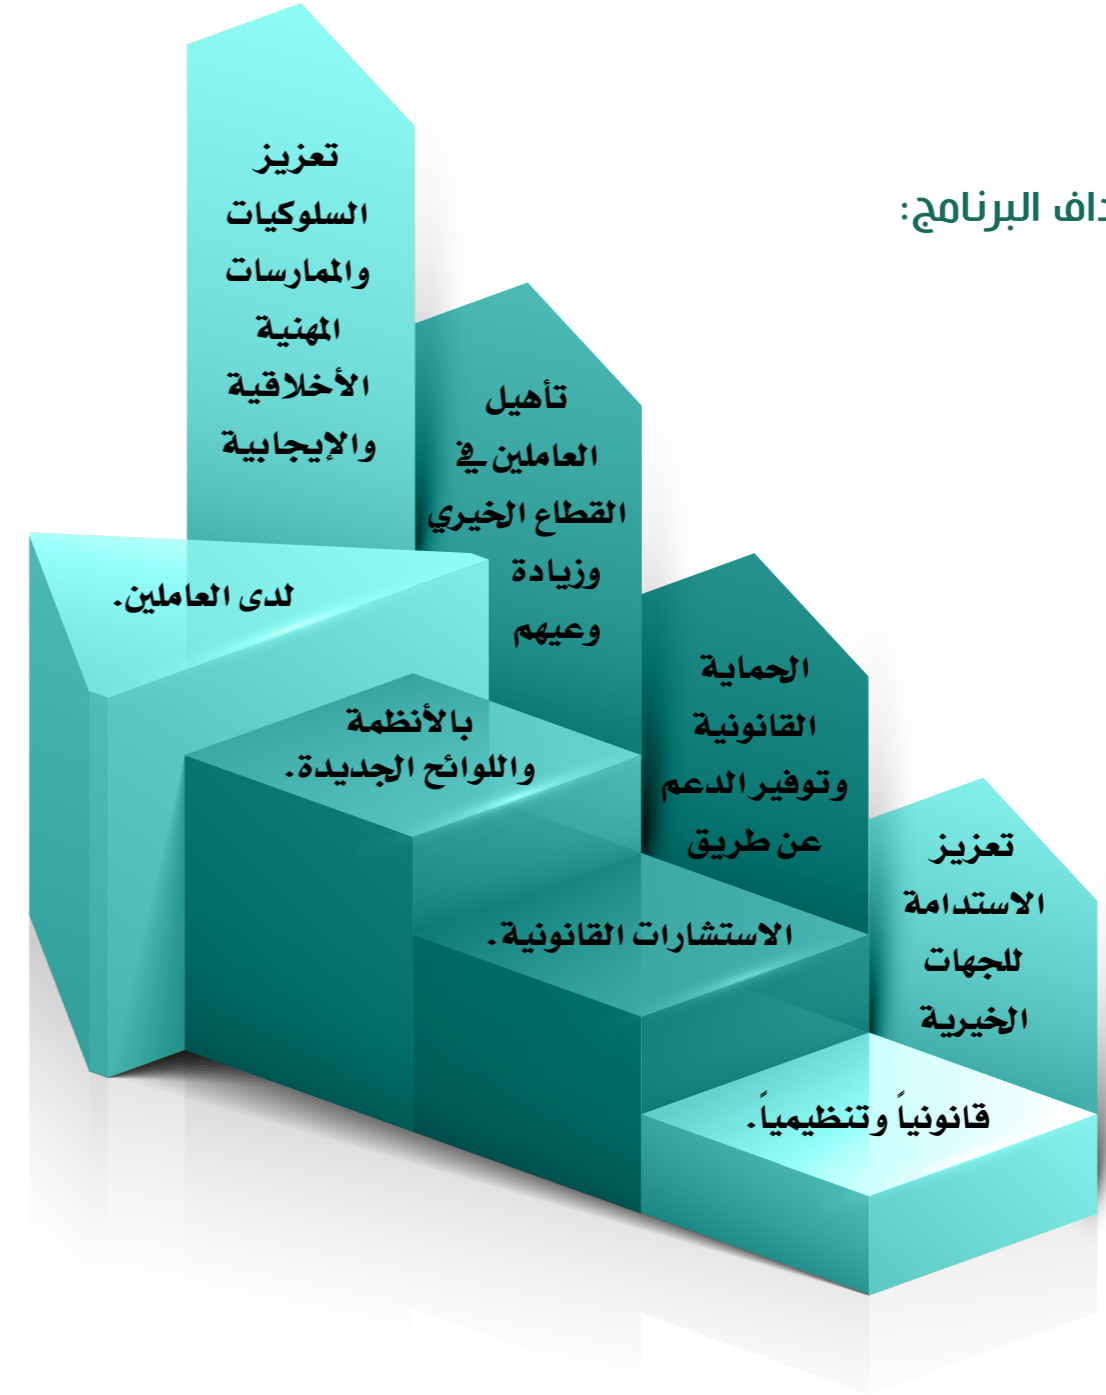 داف البرنامج:
تعزيز
الاستدامة
للجهات
الخيرية
قانونياً وتنظيمياً.
الحماية
القانونية
وتوفير الدعم
عن طريق
الاستشارات القانونية.
تأهيل
العاملين في
القطاع الخيري
وزيادة
وعيهم
بالأنظمة
واللوائح الجديدة.
تعزيز
السلوكيات
والممارسات
المهنية
الأخلاقية
والإيجابية
لدى العاملين.